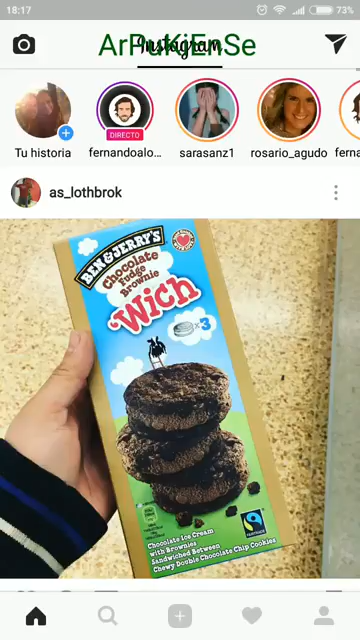 18:17
73%
Instagram
ArPuKiEnSe
Tu historia
DIRECTO
fernandoalo...
sarasanz1
rosario_agudo
ferna
as_lothbrok
BEN & JERRY'S
Chocolate
Fudge
Brownie
'Wich
x3
FAIRTRADE
Chocolate Ice Cream
with Brownies
Sandwiched Between
Chewy Double Chocolate Chip Cookies